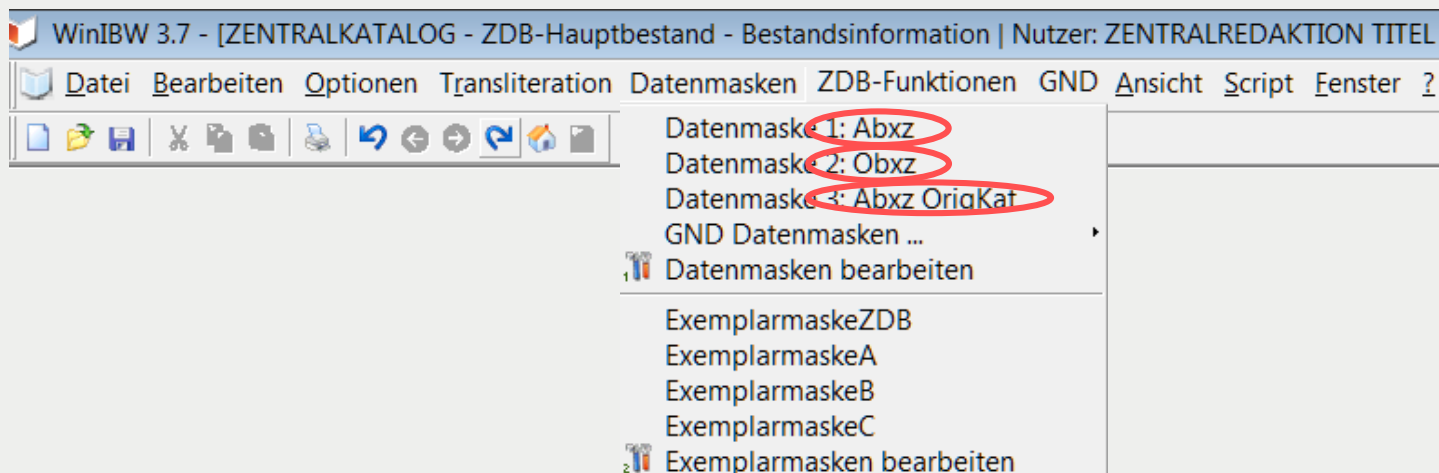 WinIBW 3.7 - [ZENTRALKATALOG - ZDB-Hauptbestand - Bestandsinformation | Nutzer: ZENTRALREDAKTION TITEL
Datei Bearbeiten Optionen Transliteration Datenmasken ZDB-Funktionen GND Ansicht Script Fenster ?
Datenmaske 1: Abxz
Datenmaske 2: Obxz
Datenmaske 3: Abxz OrigKat
GND Datenmasken ...
1 Datenmasken bearbeiten
ExemplarmaskeZDB
ExemplarmaskeA
ExemplarmaskeB
ExemplarmaskeC
2 Exemplarmasken bearbeiten